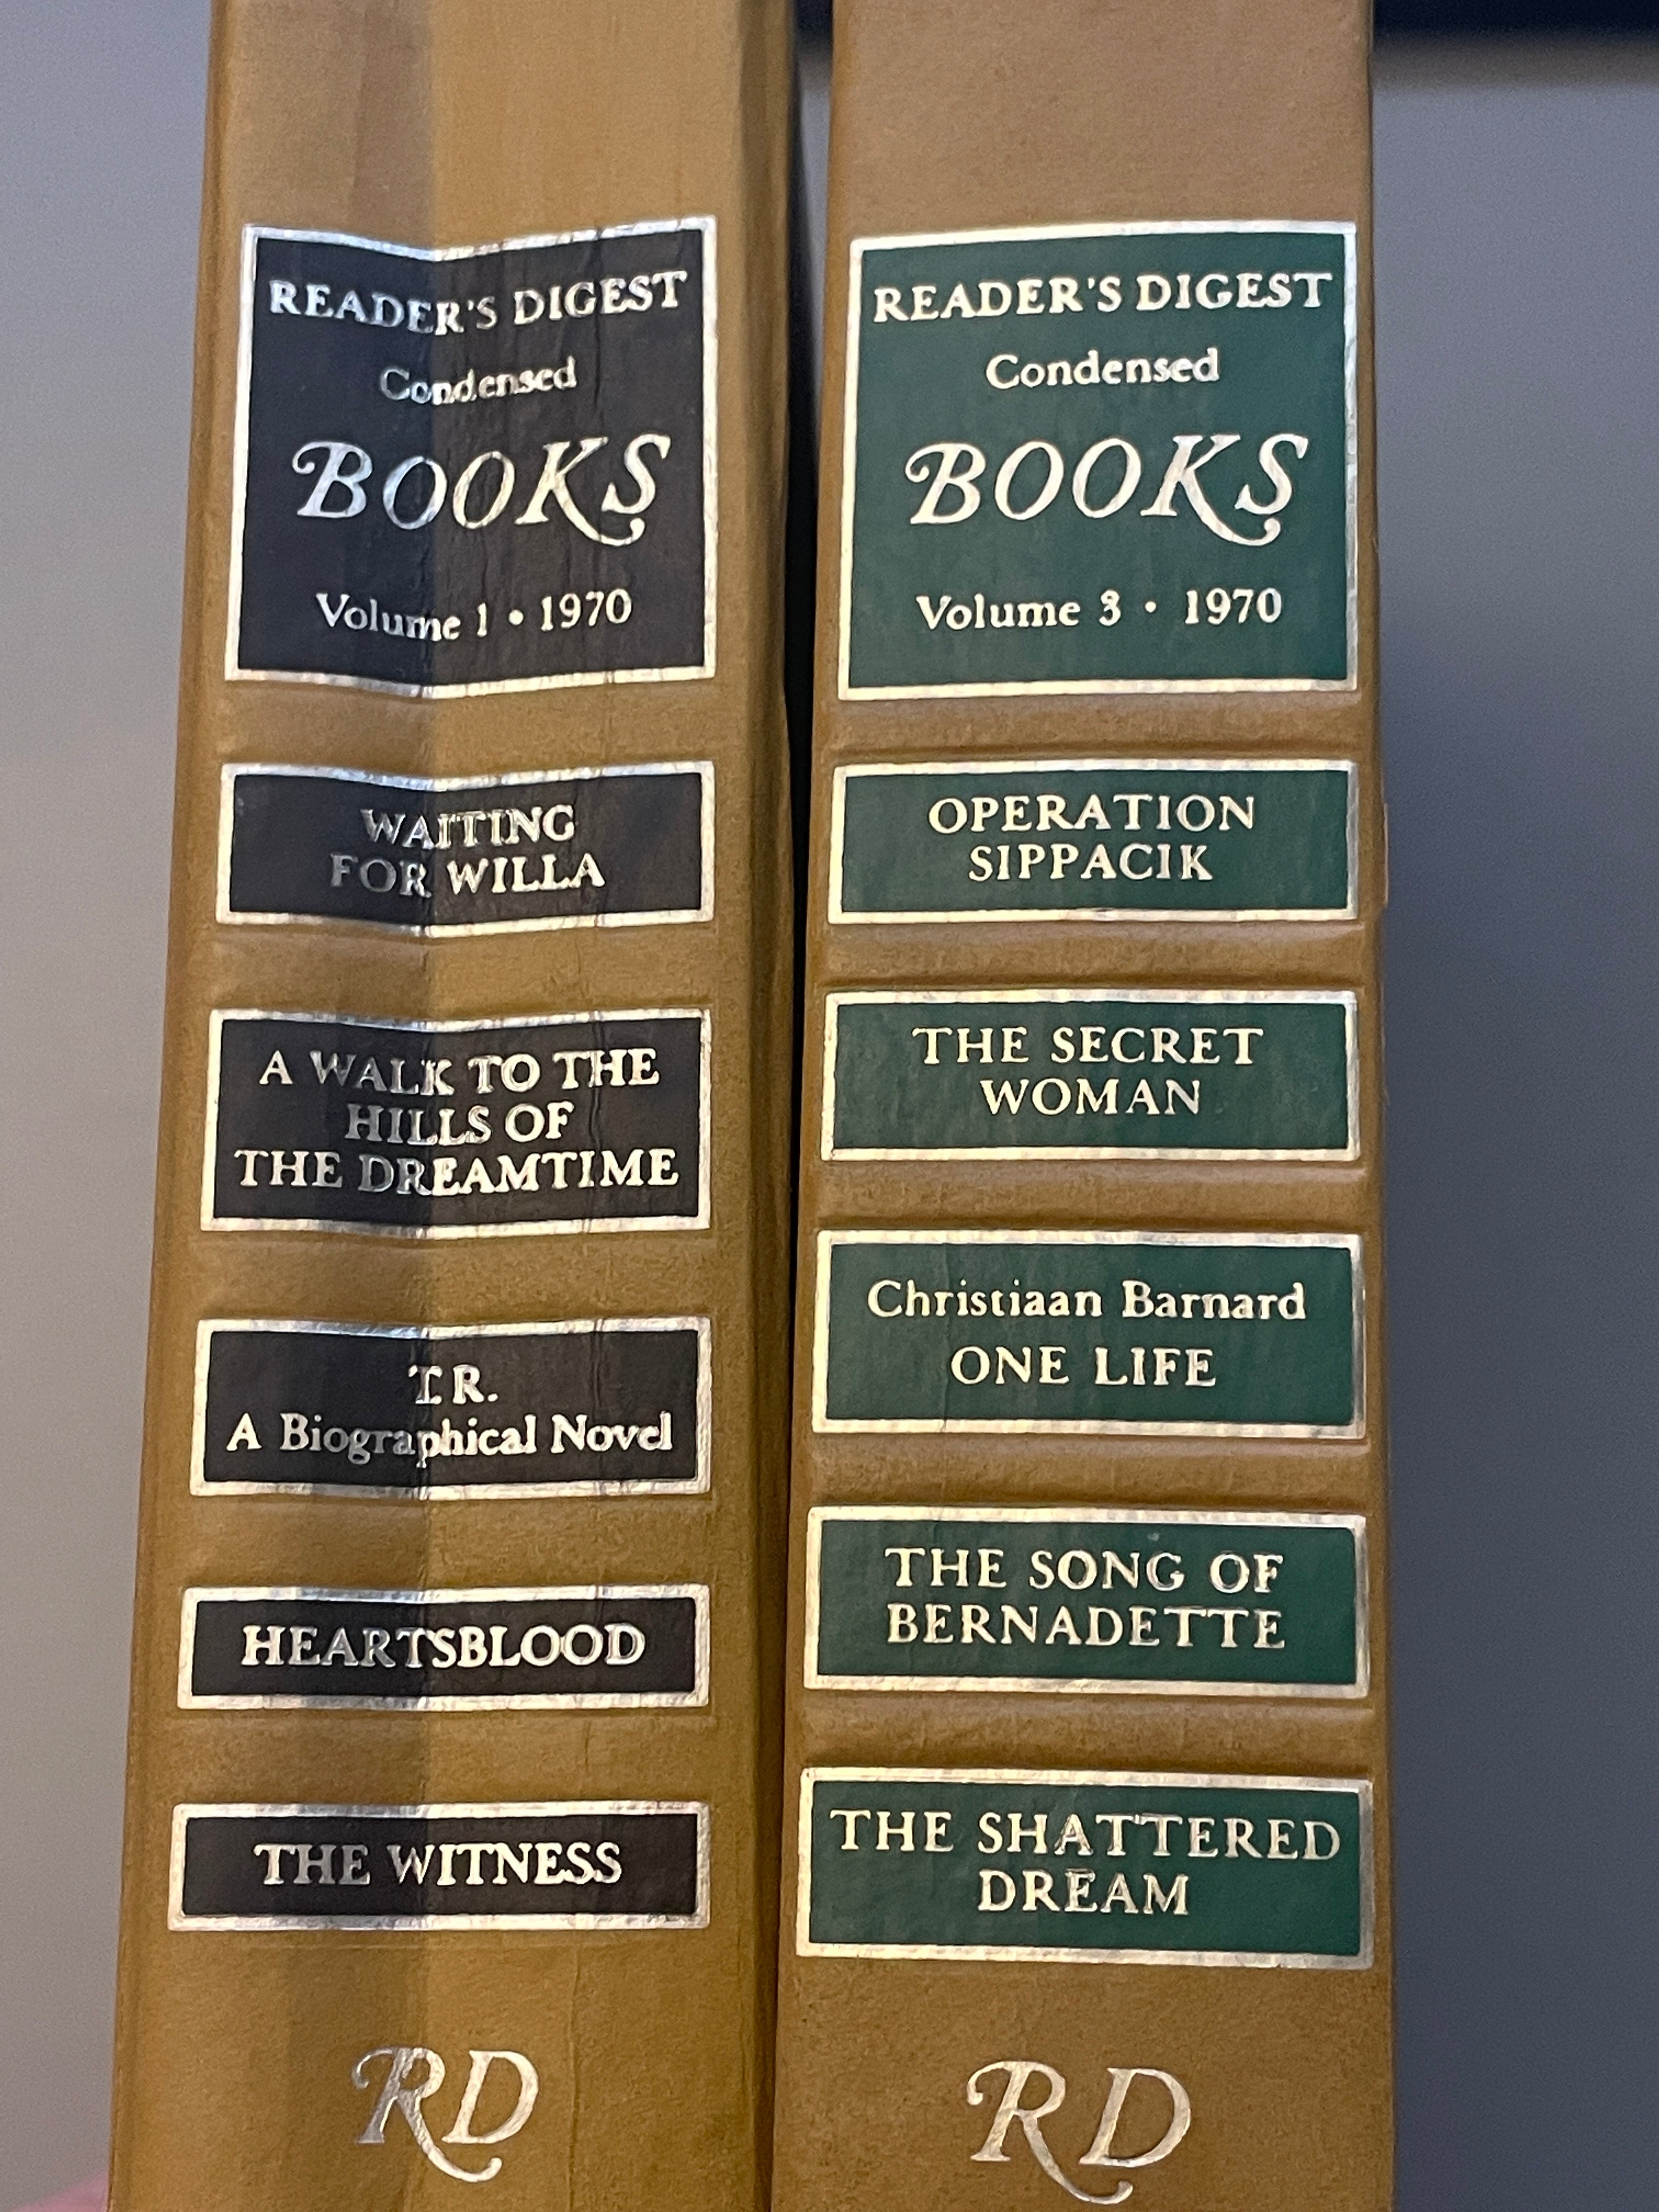 READER'S DIGEST
Condensed
BOOKS
Volume 1 • 1970
WAITING
FOR WILLA
A WALK TO THE
HILLS OF
THE DREAMTIME
T.R.
A Biographical Novel
HEARTSBLOOD
THE WITNESS
RD
READER'S DIGEST
Condensed
BOOKS
Volume 3 • 1970
OPERATION
SIPPACIK
THE SECRET
WOMAN
Christiaan Barnard
ONE LIFE
THE SONG OF
BERNADETTE
THE SHATTERED
DREAM
RD